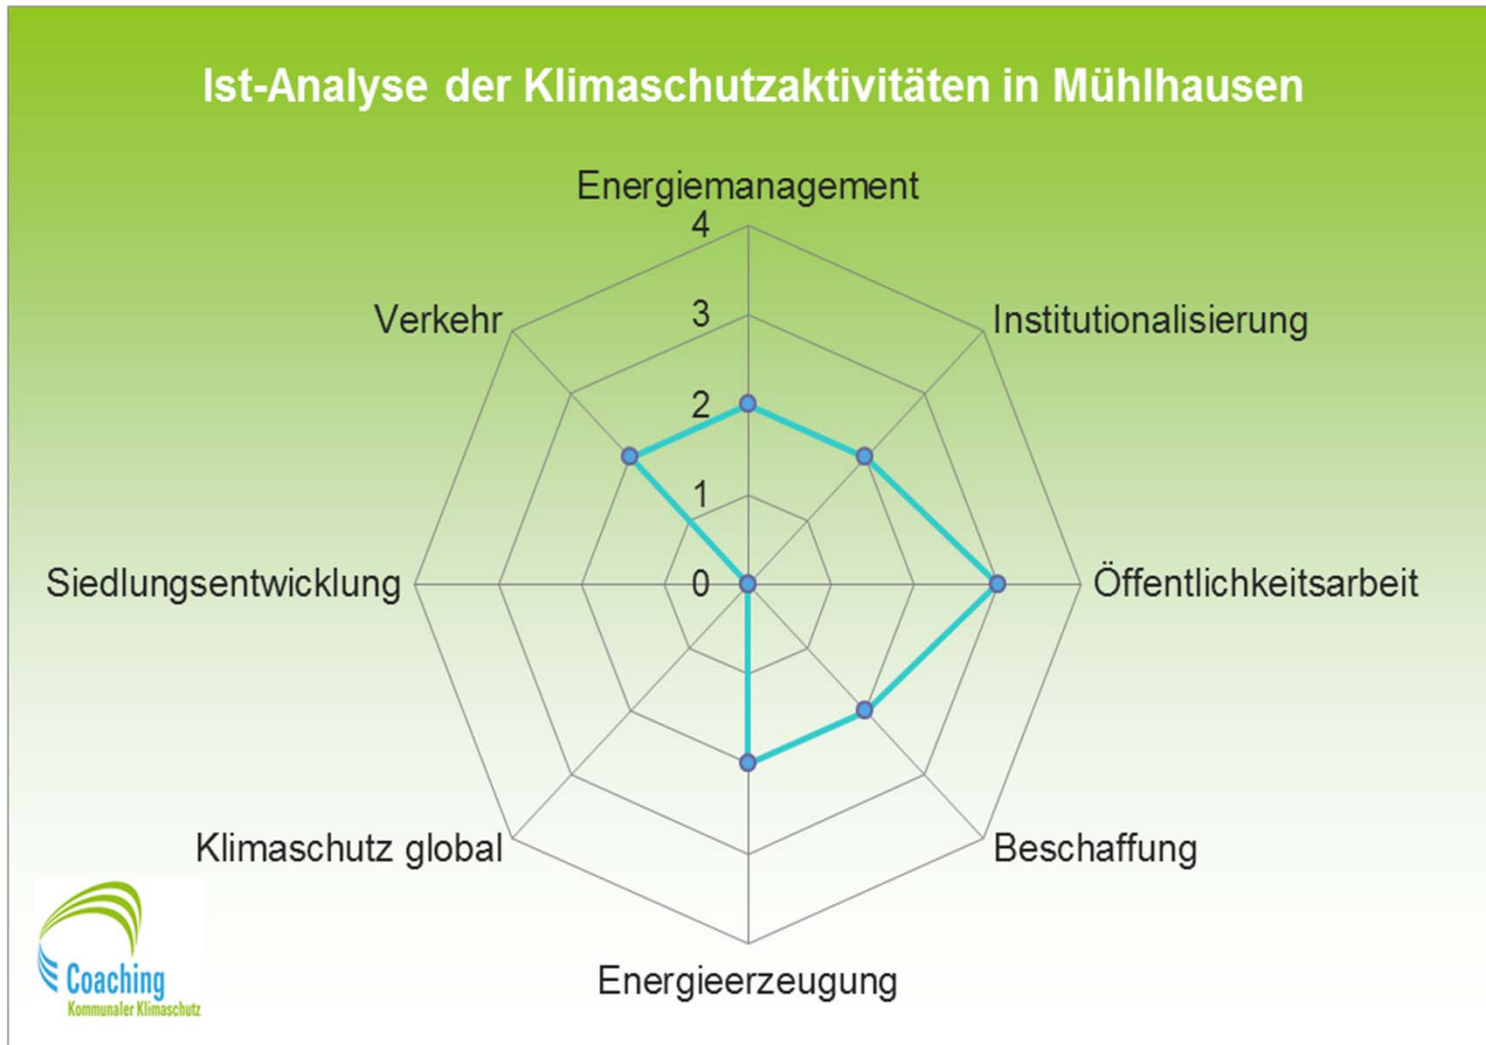 Ist-Analyse der Klimaschutzaktivitäten in Mühlhausen
Energiemanagement
4
Verkehr
3
Institutionalisierung
2
1
Siedlungsentwicklung
0
Öffentlichkeitsarbeit
Klimaschutz global
Beschaffung
Energieerzeugung
Coaching
Kommunaler Klimaschutz